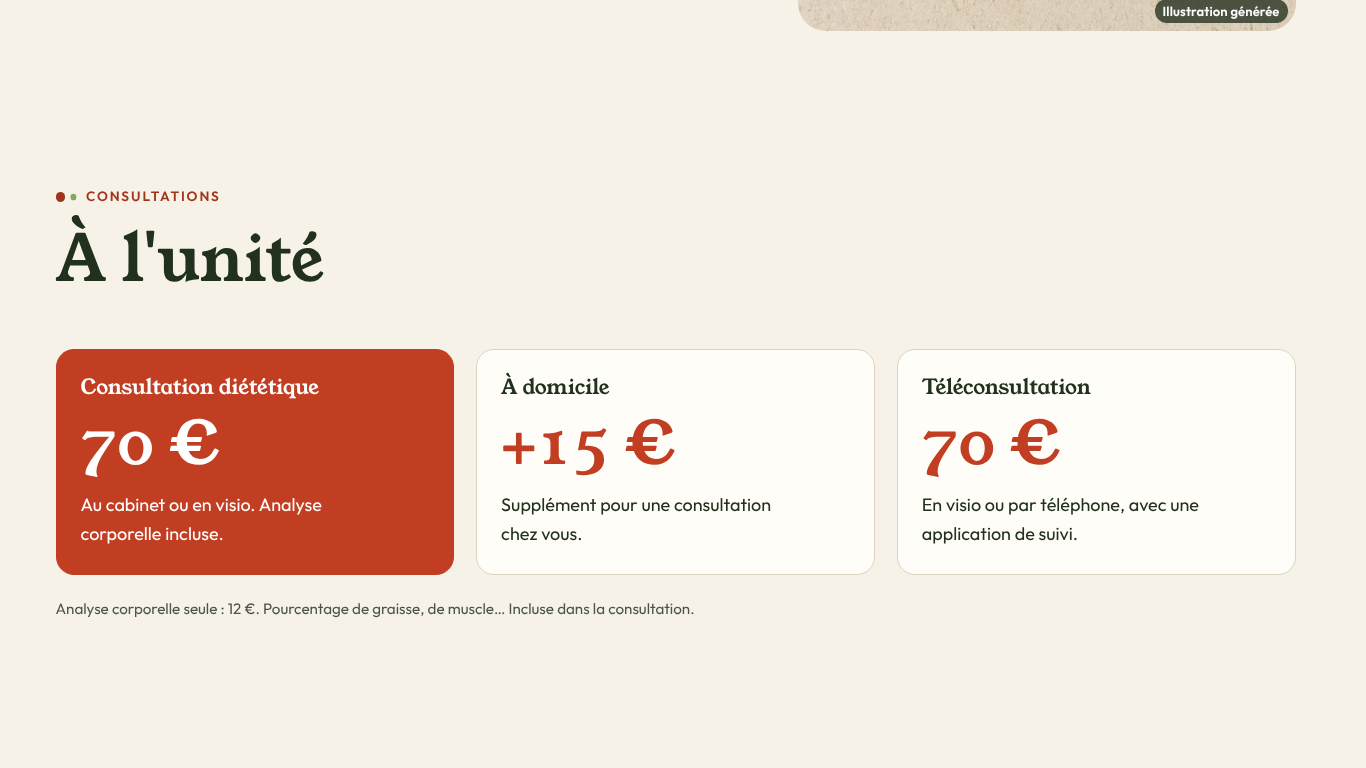 Illustration générée
CONSULTATIONS
À l'unité
Consultation diététique
70 €
Au cabinet ou en visio. Analyse
corporelle incluse.
À domicile
+15 €
Supplément pour une consultation
chez vous.
Téléconsultation
70 €
En visio ou par téléphone, avec une
application de suivi.
Analyse corporelle seule : 12 €. Pourcentage de graisse, de muscle… Incluse dans la consultation.